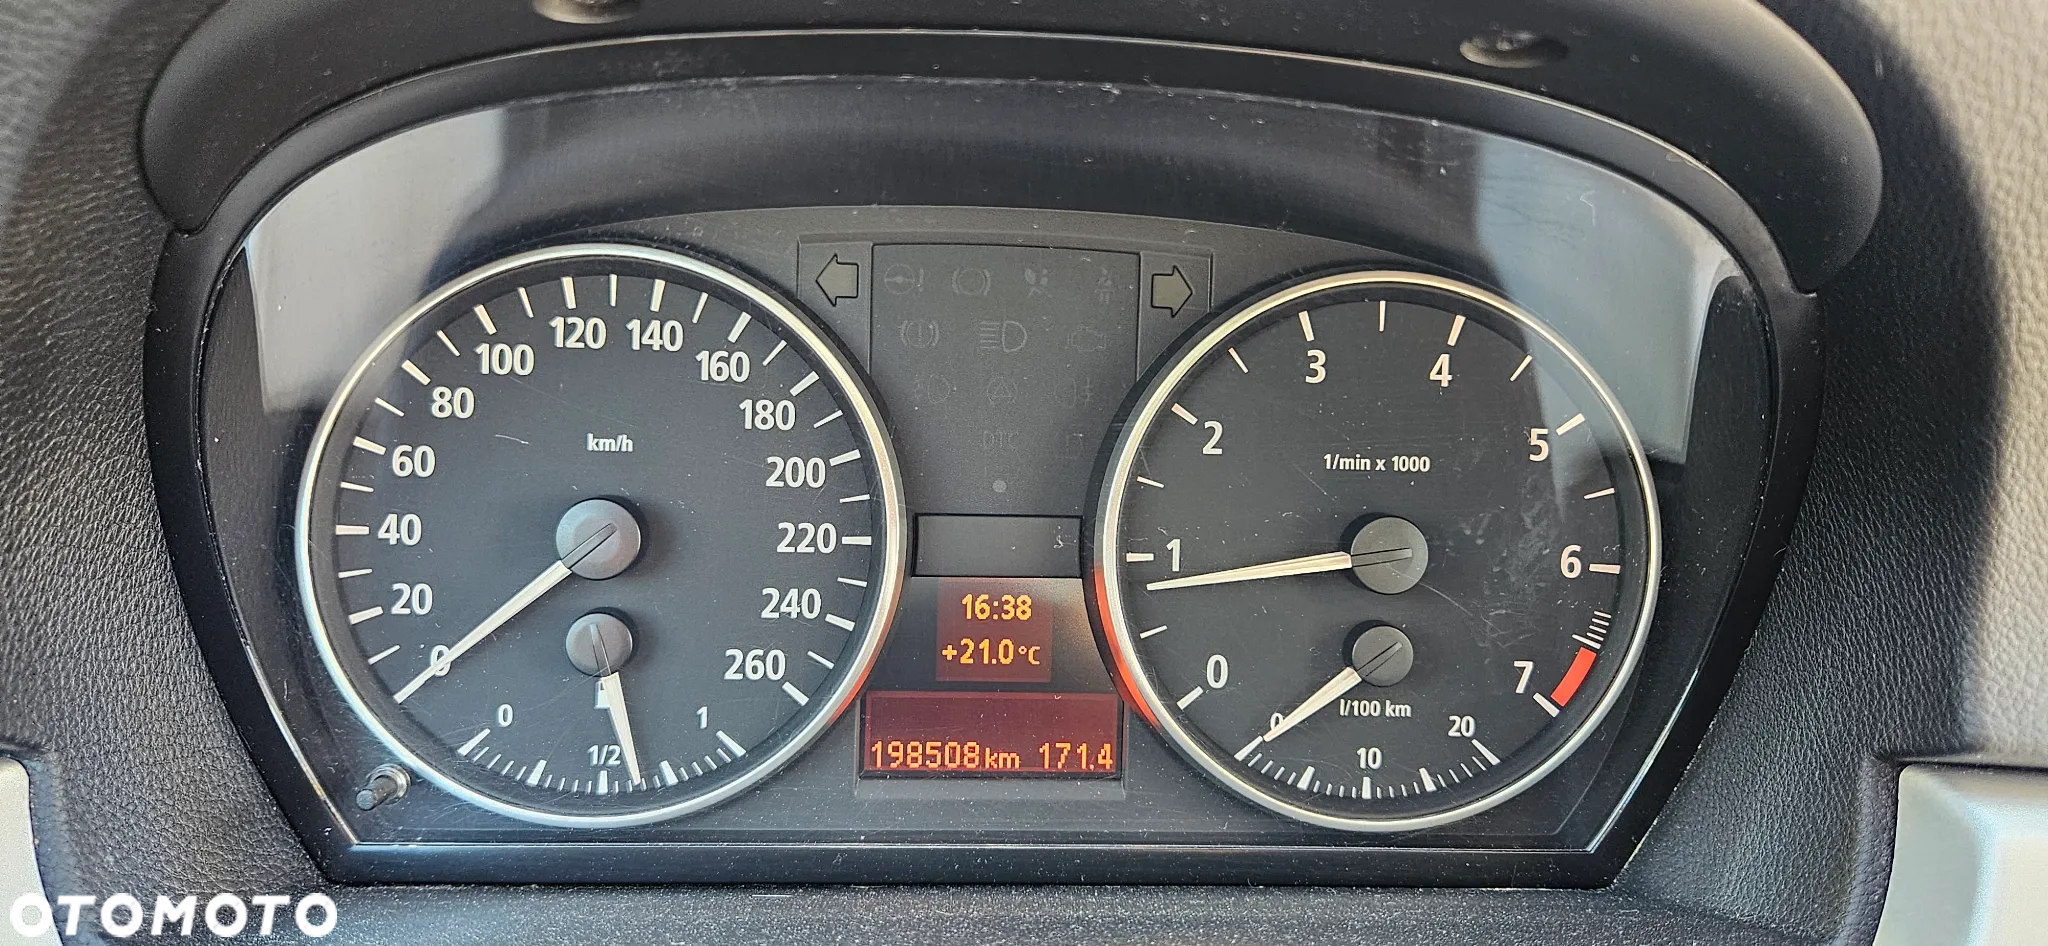 120 140
100 160
80 180
km/h
60 200
40 220
20 240
0 260
0 1/2 1
DTC
16:38
+21.0°C
198508km 171.4
3 4
2 5
1/min x 1000
1 6
0 7
l/100 km
0 10 20
OTOMOTO